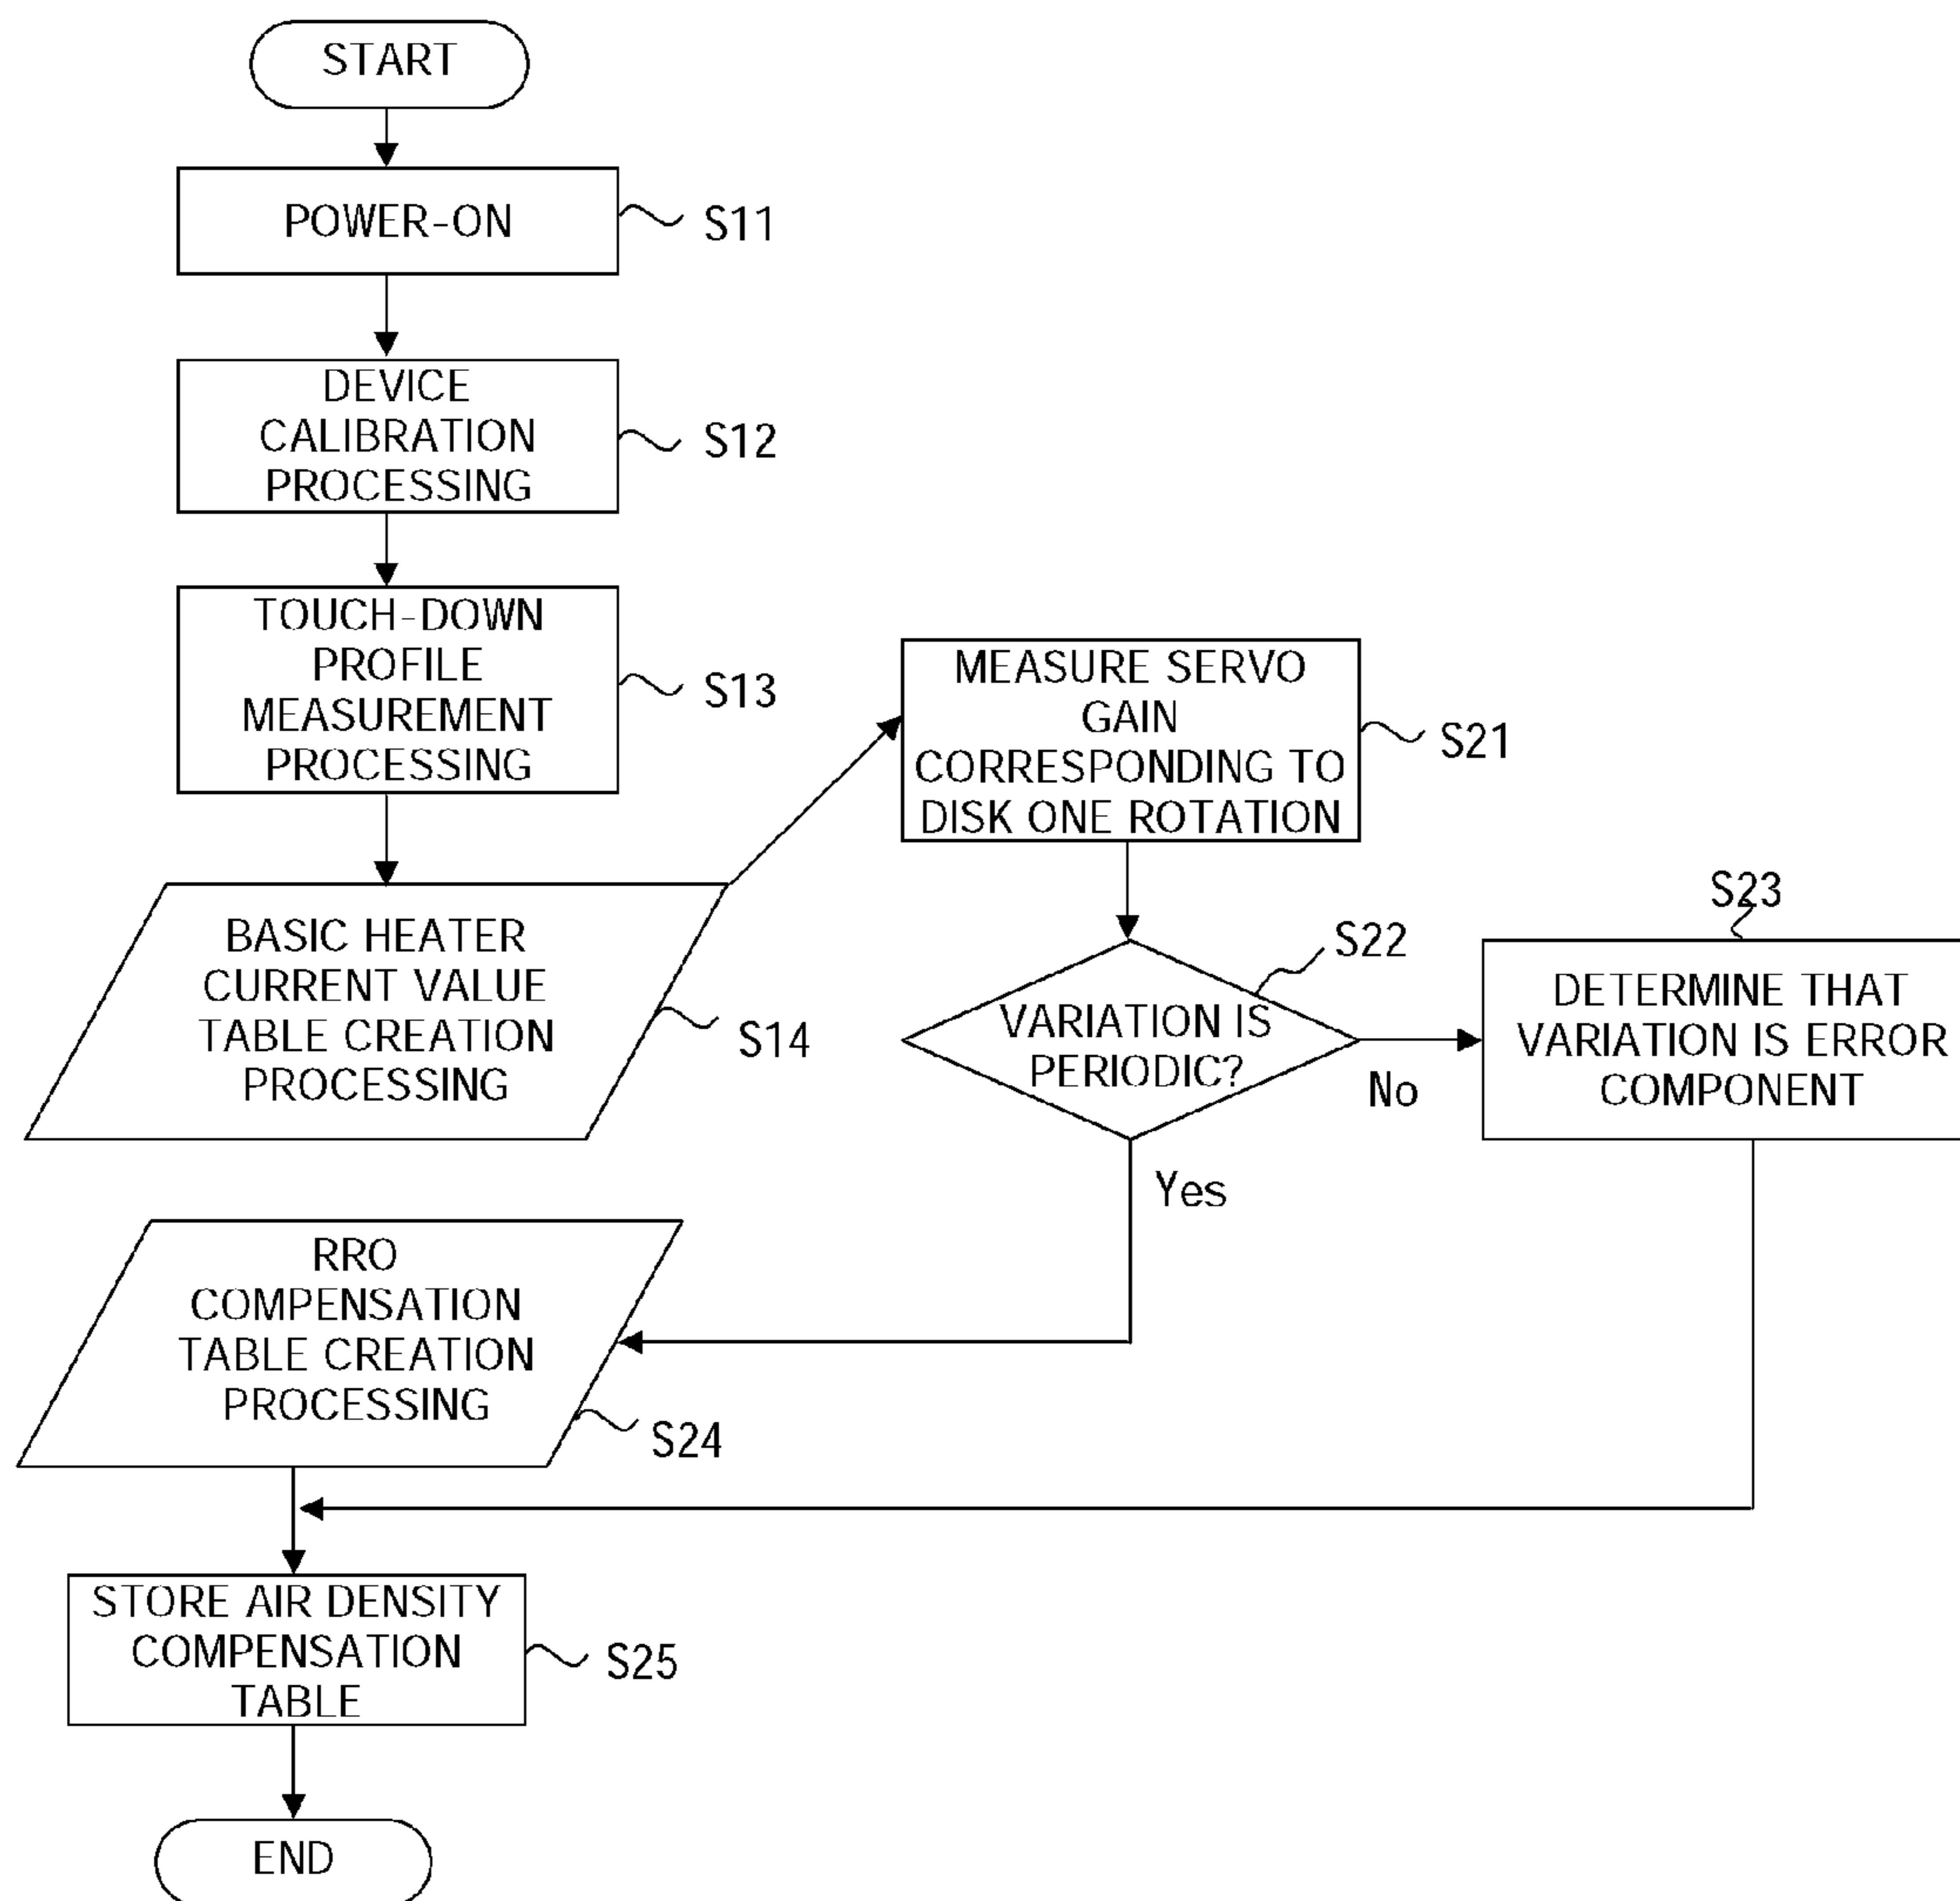 START
POWER-ON
S11
DEVICE
CALIBRATION
PROCESSING
S12
TOUCH-DOWN
PROFILE
MEASUREMENT
PROCESSING
S13
BASIC HEATER
CURRENT VALUE
TABLE CREATION
PROCESSING
S14
MEASURE SERVO
GAIN
CORRESPONDING TO
DISK ONE ROTATION
S21
VARIATION IS
PERIODIC?
S22
No
Yes
S23
DETERMINE THAT
VARIATION IS ERROR
COMPONENT
RRO
COMPENSATION
TABLE CREATION
PROCESSING
S24
STORE AIR DENSITY
COMPENSATION
TABLE
S25
END